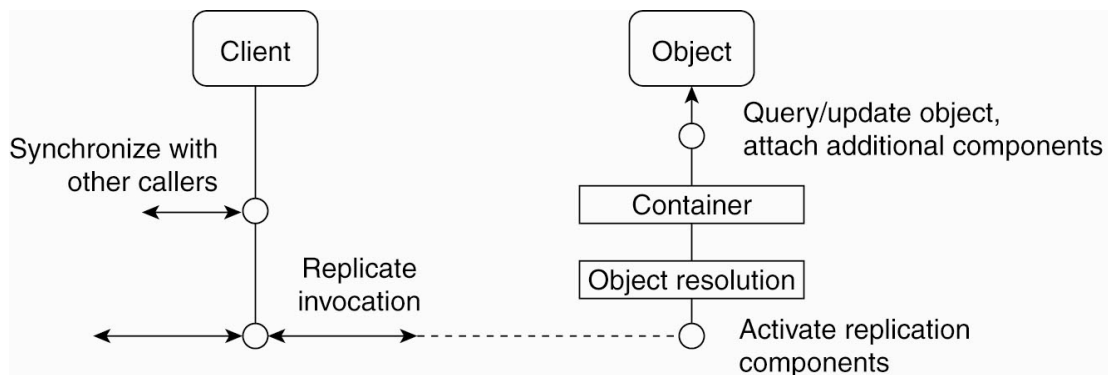 Client
Object
Synchronize with
other callers
Query/update object,
attach additional components
Container
Replicate
invocation
Object resolution
Activate replication
components